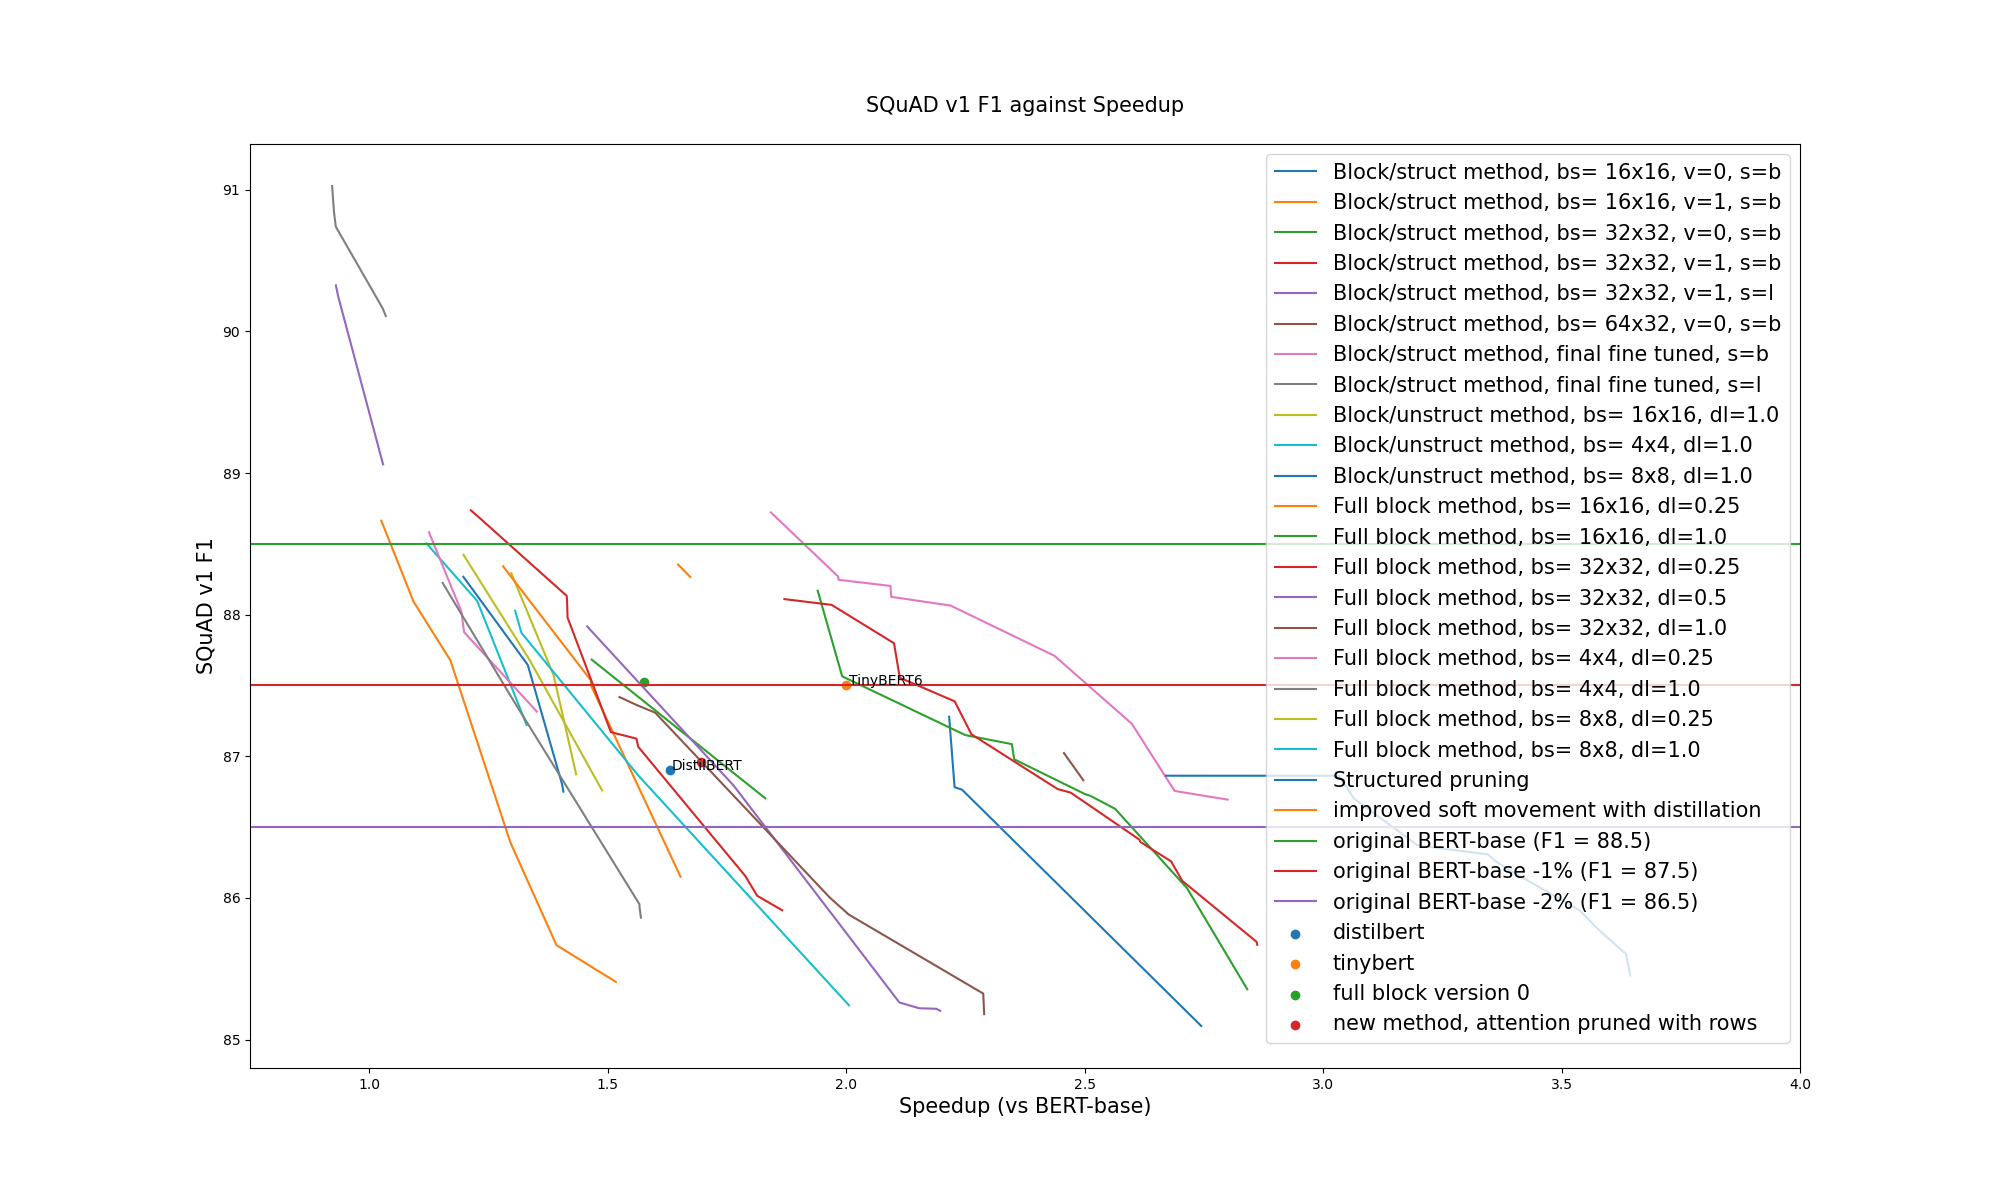 SQuAD v1 F1 against Speedup
91
90
89
88
87
86
85
SQuAD v1 F1
TinyBERT6
DistilBERT
Block/struct method, bs= 16x16, v=0, s=b
Block/struct method, bs= 16x16, v=1, s=b
Block/struct method, bs= 32x32, v=0, s=b
Block/struct method, bs= 32x32, v=1, s=b
Block/struct method, bs= 32x32, v=1, s=l
Block/struct method, bs= 64x32, v=0, s=b
Block/struct method, final fine tuned, s=b
Block/struct method, final fine tuned, s=l
Block/unstruct method, bs= 16x16, dl=1.0
Block/unstruct method, bs= 4x4, dl=1.0
Block/unstruct method, bs= 8x8, dl=1.0
Full block method, bs= 16x16, dl=0.25
Full block method, bs= 16x16, dl=1.0
Full block method, bs= 32x32, dl=0.25
Full block method, bs= 32x32, dl=0.5
Full block method, bs= 32x32, dl=1.0
Full block method, bs= 4x4, dl=0.25
Full block method, bs= 4x4, dl=1.0
Full block method, bs= 8x8, dl=0.25
Full block method, bs= 8x8, dl=1.0
Structured pruning
improved soft movement with distillation
original BERT-base (F1 = 88.5)
original BERT-base -1% (F1 = 87.5)
original BERT-base -2% (F1 = 86.5)
distilbert
tinybert
full block version 0
new method, attention pruned with rows
1.0 1.5 2.0 2.5 3.0 3.5 4.0
Speedup (vs BERT-base)